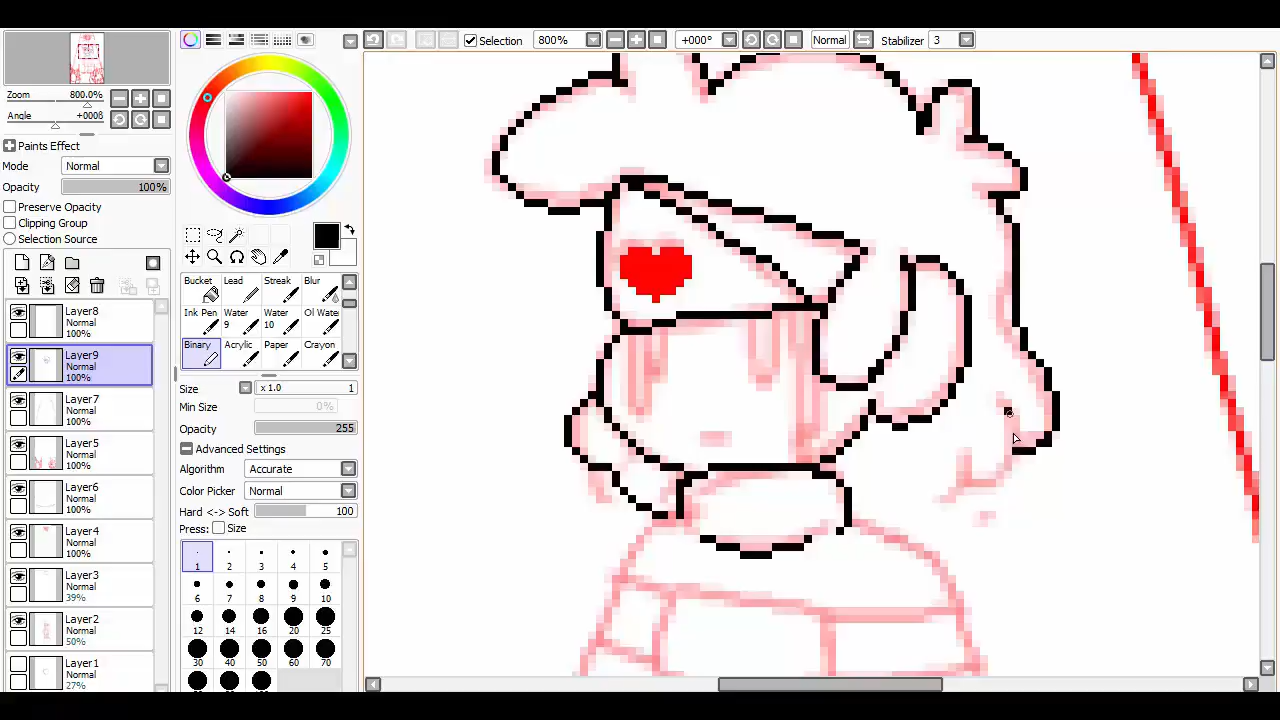 Selection 800% +000° Normal Stabilizer 3
Zoom 800.0%
Angle +000ß
Paints Effect
Mode Normal
Opacity 100%
Preserve Opacity
Clipping Group
Selection Source
Layer8
Normal
100%
Layer9
Normal
100%
Layer7
Normal
100%
Layer5
Normal
100%
Layer6
Normal
100%
Layer4
Normal
100%
Layer3
Normal
39%
Layer2
Normal
50%
Layer1
Normal
27%
Bucket Lead Streak Blur
Ink Pen Water 9 Water 10 Oil Wate
Binary Acrylic Paper Crayon
Size x 1.0 1
Min Size 0%
Opacity 255
Advanced Settings
Algorithm Accurate
Color Picker Normal
Hard <-> Soft 100
Press: Size
1 2 3 4 5
6 7 8 9 10
12 14 16 20 25
30 40 50 60 70